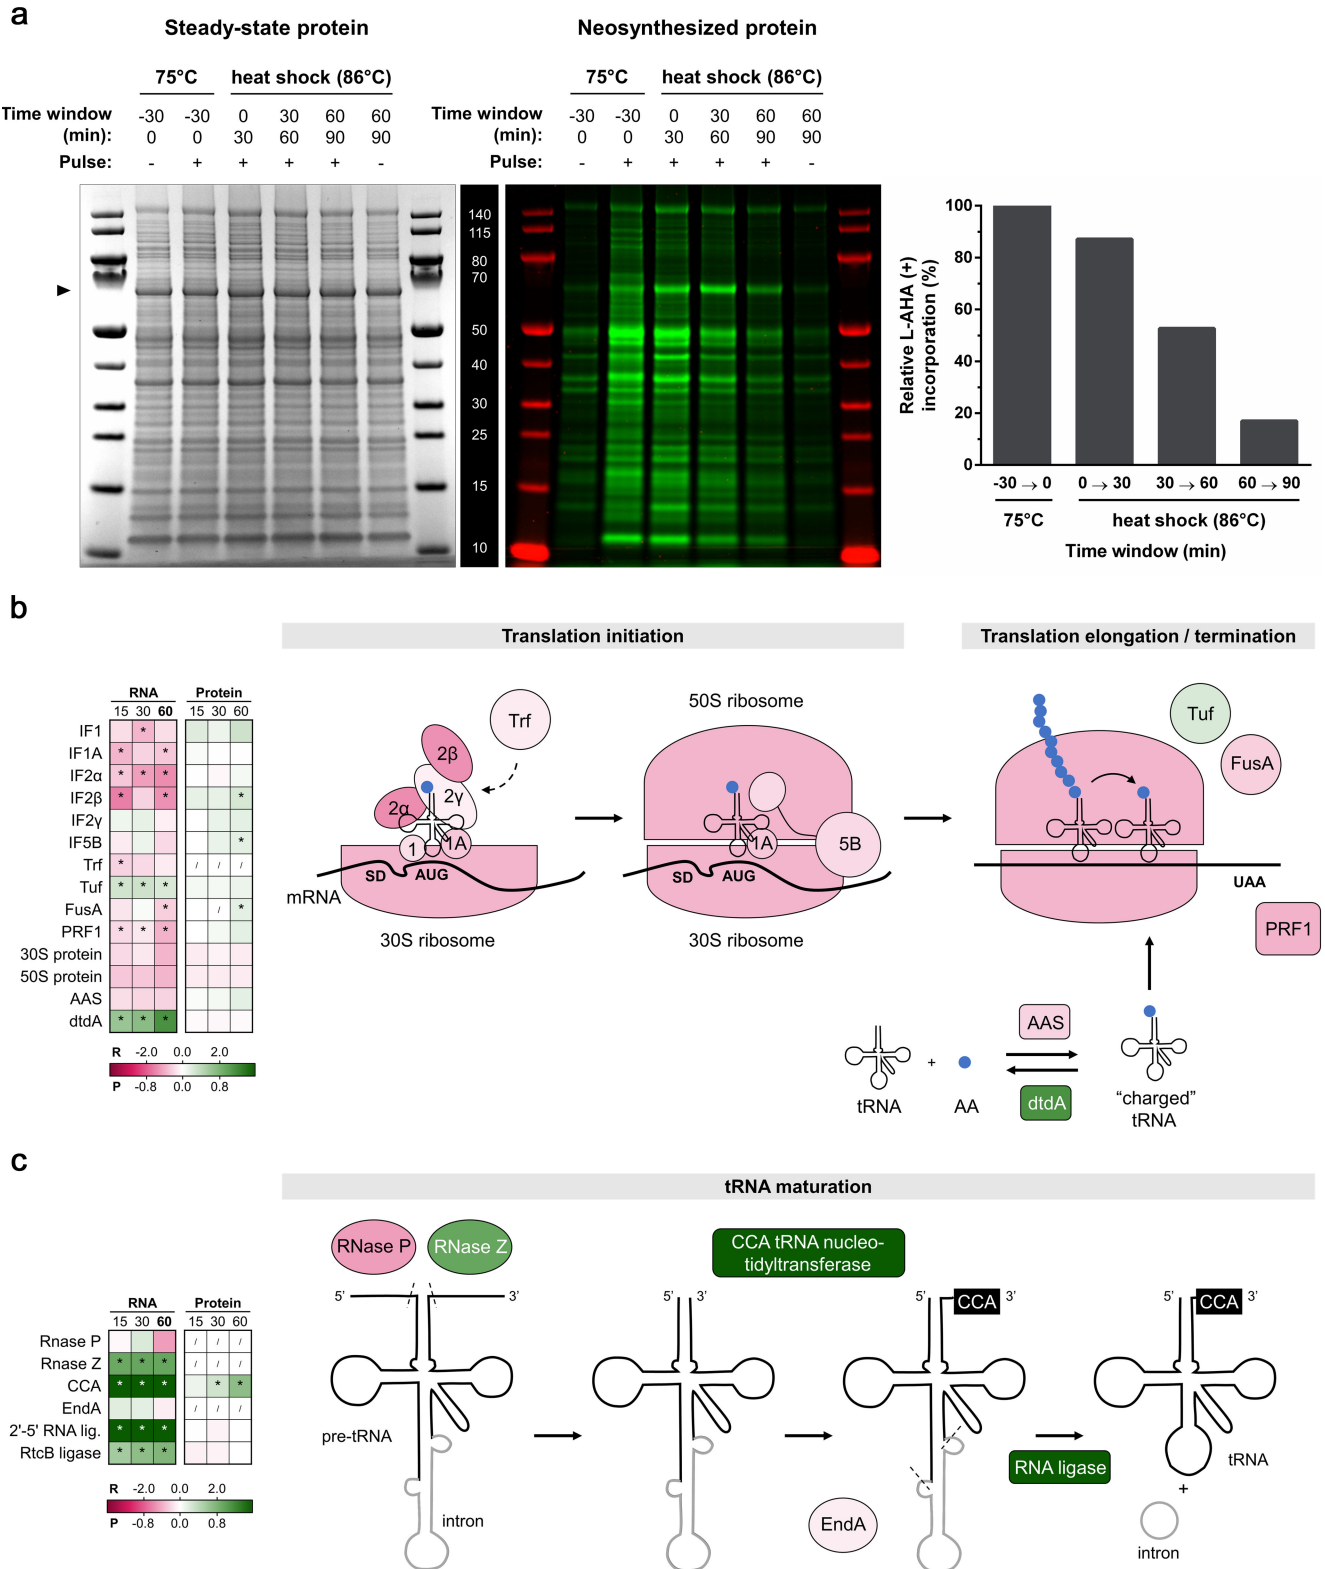 a
Steady-state protein
Neosynthesized protein
75°C
heat shock (86°C)
75°C
heat shock (86°C)
Time window
(min):
-30 -30 0 30 60 60
0 0 30 60 90 90
Pulse:
- + + + + -
Time window
(min):
-30 -30 0 30 60 60
0 0 30 60 90 90
Pulse:
- + + + + -
140
115
80
70
50
40
30
25
15
10
Relative L-AHA (+)
incorporation (%)
100
80
60
40
20
0
-30 → 0
0 → 30
30 → 60
60 → 90
75°C
heat shock (86°C)
Time window (min)
b
Translation initiation
Translation elongation / termination
RNA
Protein
15 30 60
15 30 60
IF1 *
IF1A * *
IF2α * * *
IF2β * * *
IF2γ
IF5B *
Trf * / / /
Tuf * * *
FusA * / *
PRF1 * * *
30S protein
50S protein
AAS
dtdA * * *
R -2.0 0.0 2.0
P -0.8 0.0 0.8
Trf
2β
2γ
2α
1
1A
SD
AUG
mRNA
30S ribosome
50S ribosome
1A
5B
SD
AUG
30S ribosome
Tuf
FusA
UAA
PRF1
AAS
dtdA
tRNA
+
AA
"charged"
tRNA
c
tRNA maturation
RNA
Protein
15 30 60
15 30 60
Rnase P / / /
Rnase Z * * * / / /
CCA * * * * *
EndA / / /
2'-5' RNA lig. * * *
RtcB ligase * * *
R -2.0 0.0 2.0
P -0.8 0.0 0.8
RNase P
RNase Z
5'
3'
pre-tRNA
intron
CCA tRNA nucleo-
tidyltransferase
5' 3'
EndA
5'
CCA
3'
RNA ligase
5'
CCA
3'
tRNA
+
intron